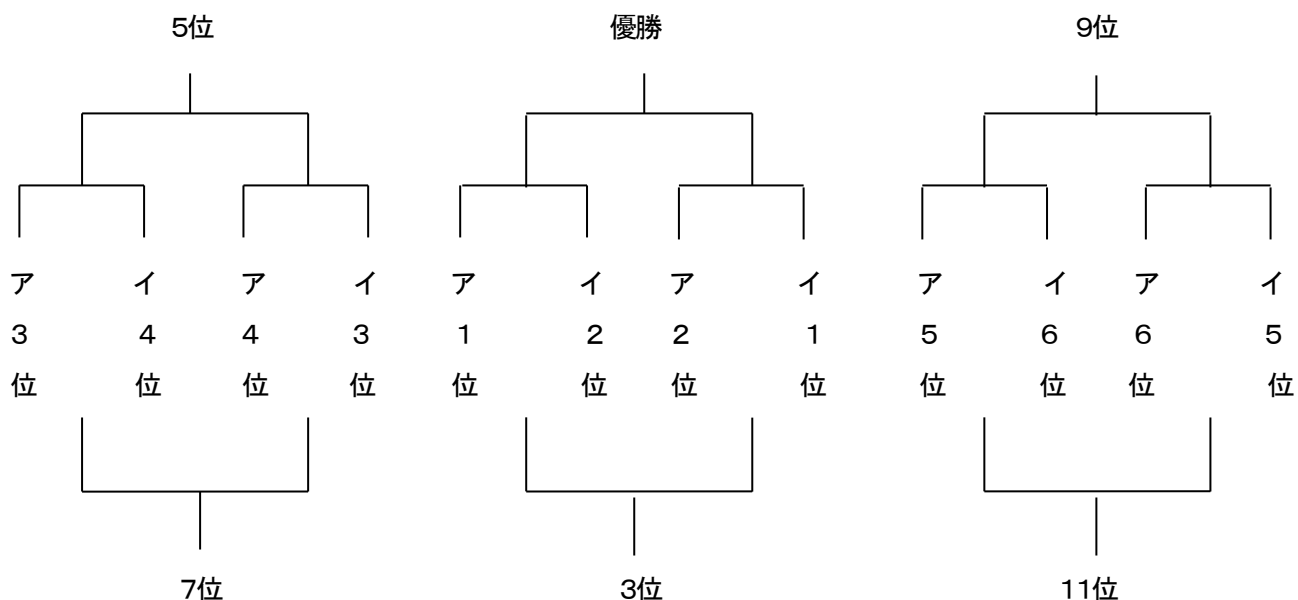 5位 優勝 9位
ア イ ア イ ア イ ア イ ア イ ア イ
3 4 4 3 1 2 2 1 5 6 6 5
位 位 位 位 位 位 位 位 位 位 位 位
7位 3位 11位